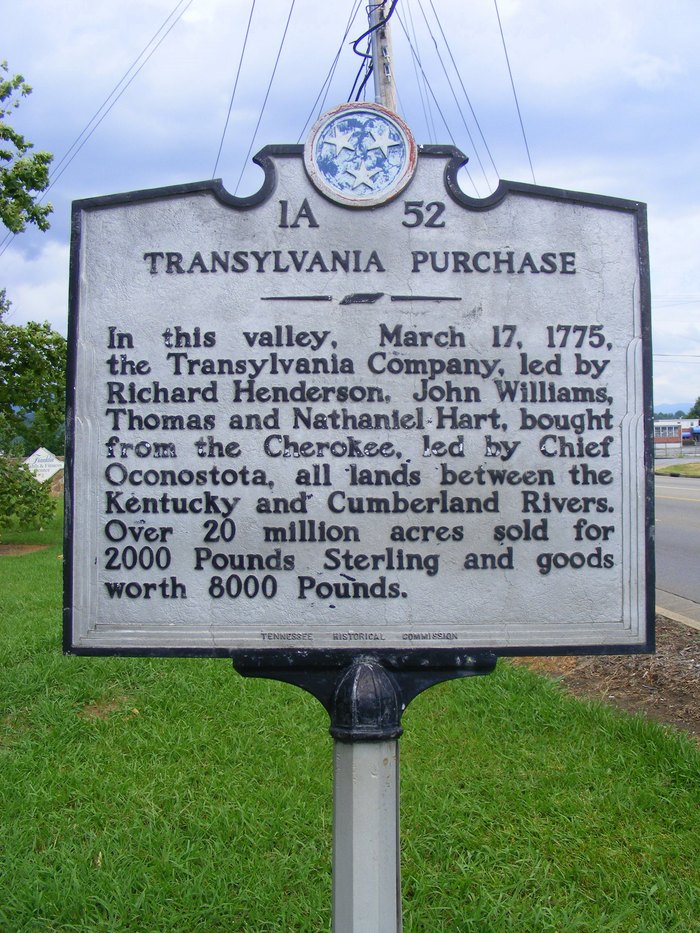 1A 52
TRANSYLVANIA PURCHASE
In this valley, March 17, 1775,
the Transylvania Company, led by
Richard Henderson, John Williams,
Thomas and Nathaniel Hart, bought
from the Cherokee, led by Chief
Oconostota, all lands between the
Kentucky and Cumberland Rivers.
Over 20 million acres sold for
2000 Pounds Sterling and goods
worth 8000 Pounds.
TENNESSEE HISTORICAL COMMISSION